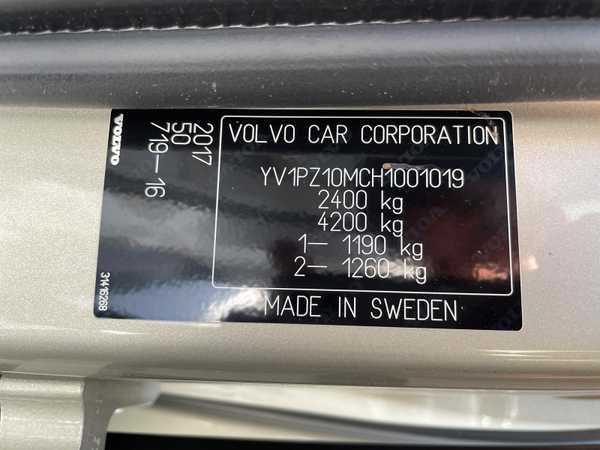 VOLVO
2017
50
719-16
31416268
VOLVO CAR CORPORATION
YV1PZ10MCH1001019
2400 kg
4200 kg
1- 1190 kg
2- 1260 kg
MADE IN SWEDEN